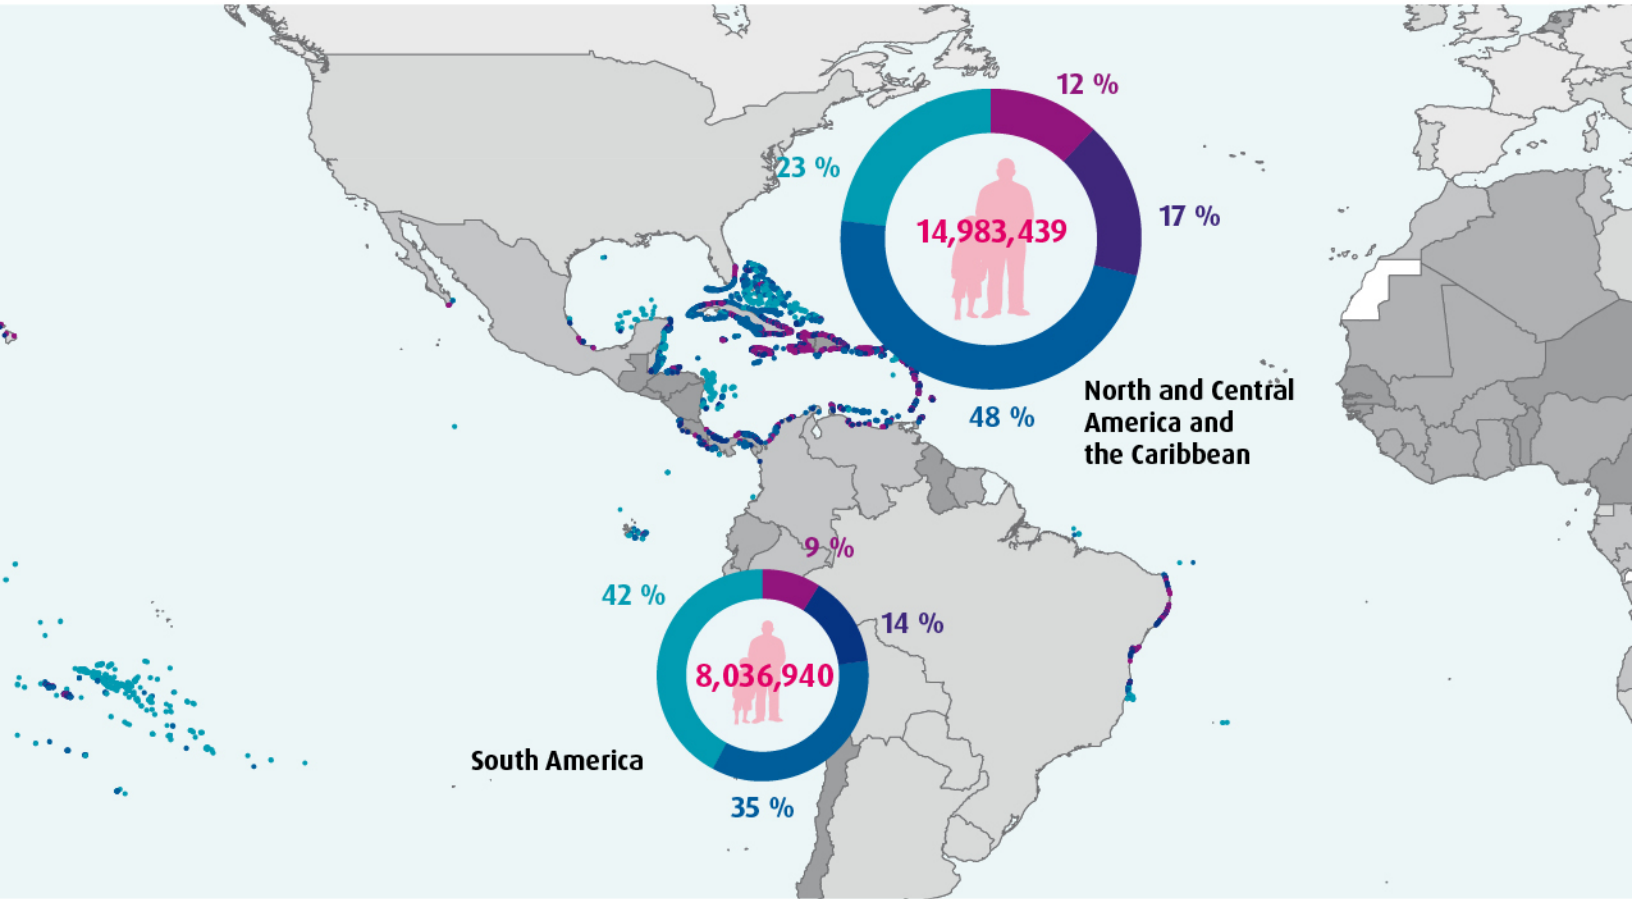 12 %
23 %
17 %
14,983,439
48 %
North and Central
America and
the Caribbean
9 %
42 %
14 %
8,036,940
35 %
South America